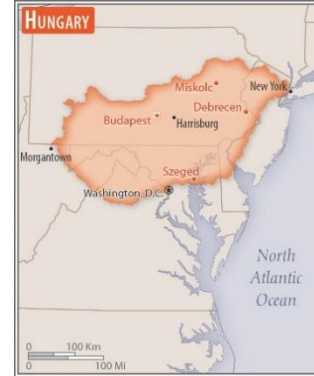 HUNGARY
Miskolc
New York
Debrecen
Budapest
Harrisburg
Morgantown
Szeged
Washington, D.C.
North
Atlantic
Ocean
0 100 Km
0 100 Mi